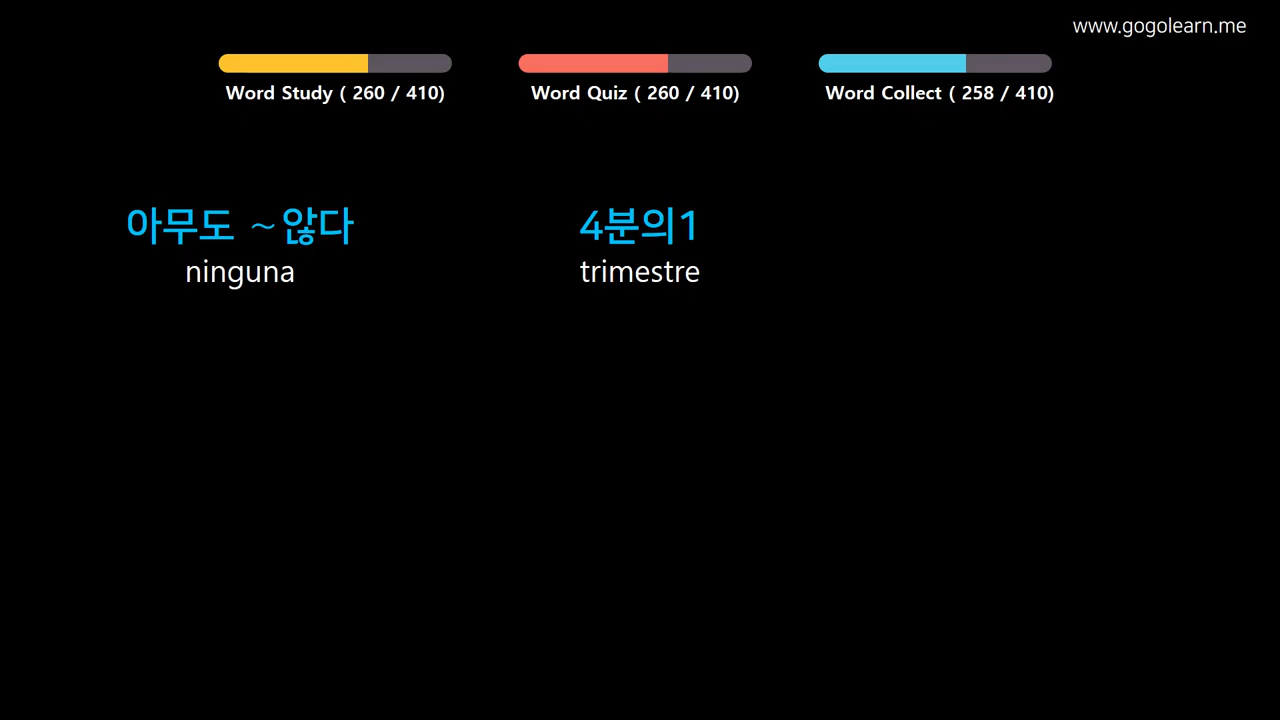 www.gogolearn.me
Word Study ( 260 / 410)
Word Quiz ( 260 / 410)
Word Collect ( 258 / 410)
아무도 ~않다
ninguna
4분의1
trimestre